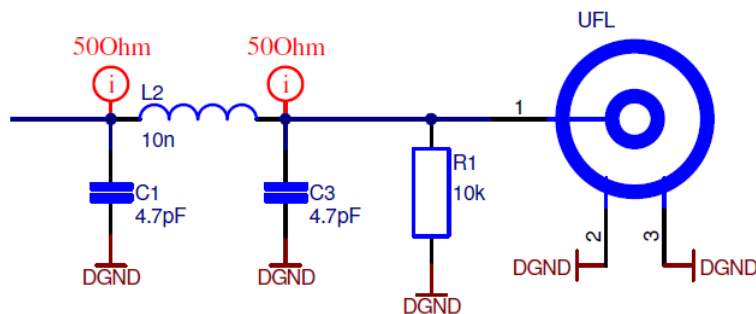 UFL
50Ohm
50Ohm
i
i
L2
10n
1
C1
4.7pF
C3
4.7pF
R1
10k
2
3
DGND
DGND
DGND
DGND
DGND